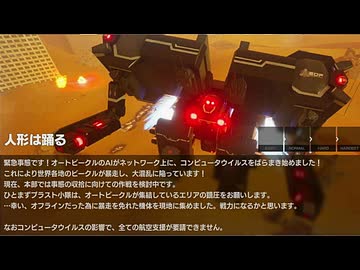 人形は踊る
緊急事態です！オートビークルのAIがネットワーク上に、コンピュータウイルスをばらまき始めました！
これにより世界各地のビークルが暴走し、大混乱に陥っています！
現在、本部では事態の収拾に向けての作戦を検討中です。
ひとまずブラスト小隊は、オートビークルが集結しているエリアの鎮圧をお願いします。
…幸い、オフラインだった為に暴走を免れた機体を現地に集めました。戦力になるかと思います。
なおコンピュータウイルスの影響で、全ての航空支援が要請できません。